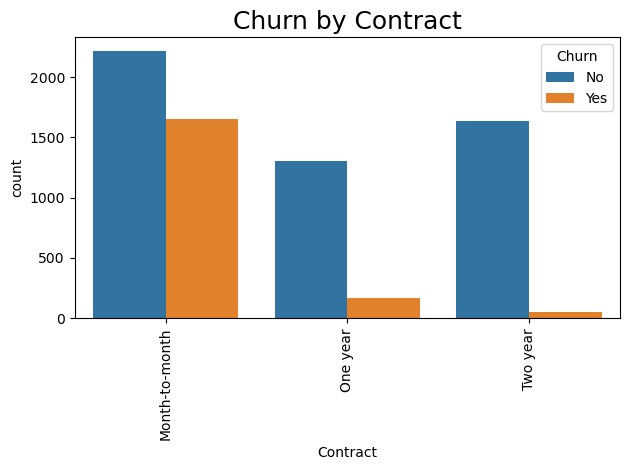 Churn by Contract
Churn
No
Yes
count
2000
1500
1000
500
0
Month-to-month
One year
Two year
Contract